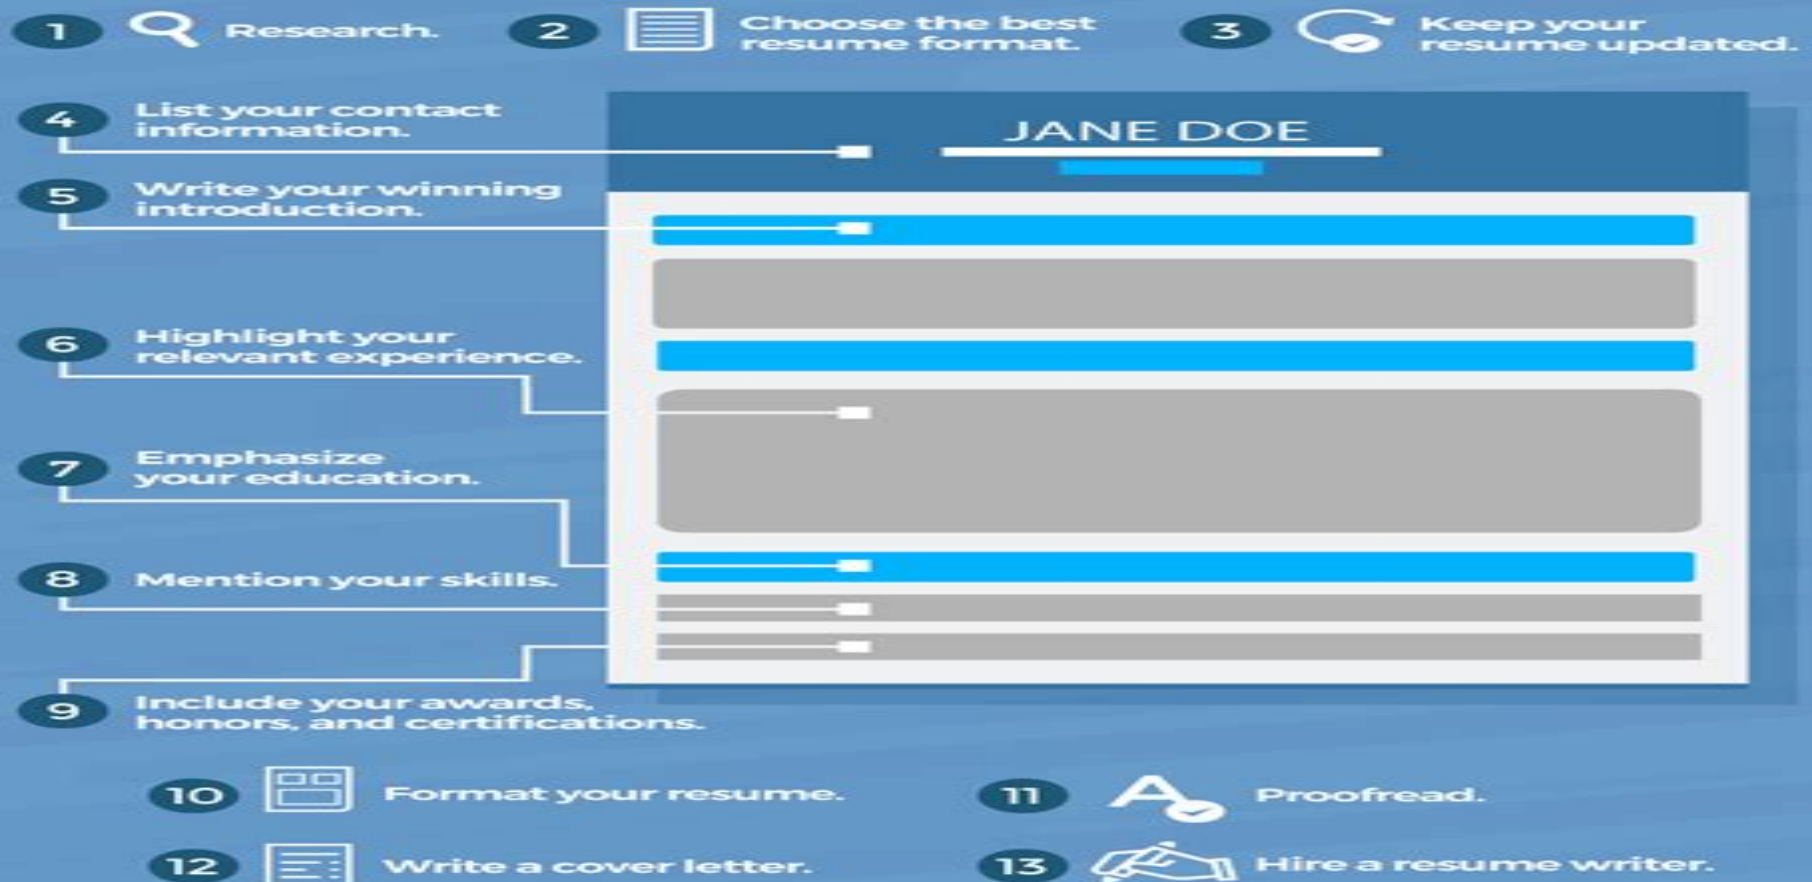 1 Research.
2 Choose the best
resume format.
3 Keep your
resume updated.
4 List your contact
information.
JANE DOE
5 Write your winning
introduction.
6 Highlight your
relevant experience.
7 Emphasize
your education.
8 Mention your skills.
9 Include your awards,
honors, and certifications.
10 Format your resume.
11 Proofread.
12 Write a cover letter.
13 Hire a resume writer.